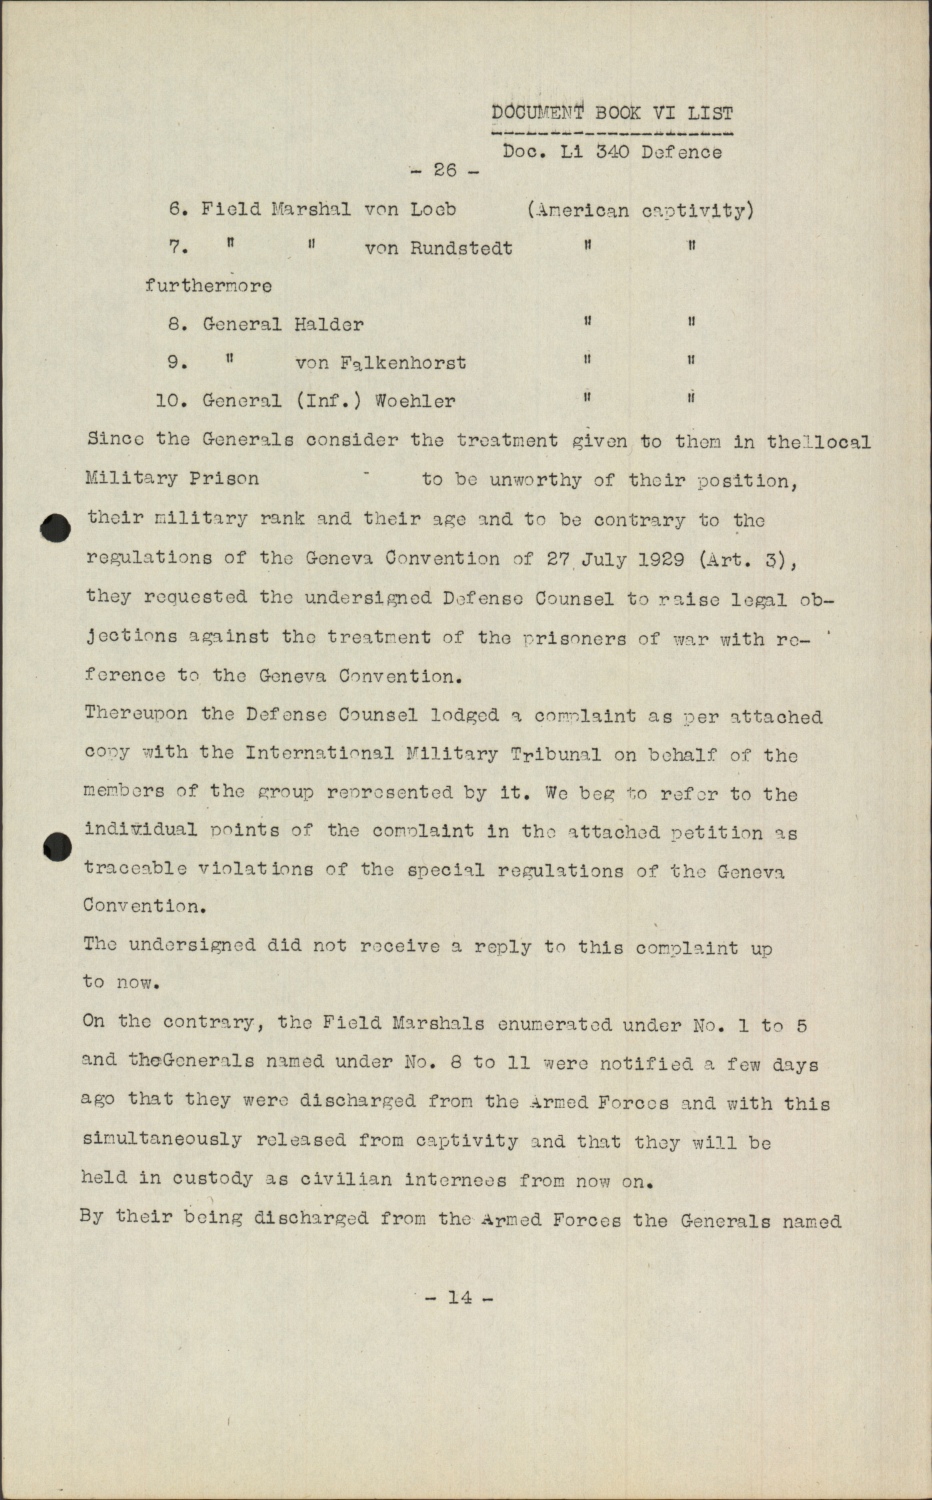 DOCUMENT BOOK VI LIST
Doc. Li 340 Defence
- 26 -
6. Field Marshal von Loeb (American captivity)
7. " " von Rundstedt " "
furthermore
8. General Halder " "
9. " von Falkenhorst " "
10. General (Inf.) Woehler " "
Since the Generals consider the treatment given to them in thellocal
Military Prison - to be unworthy of their position,
their military rank and their age and to be contrary to the
regulations of the Geneva Convention of 27 July 1929 (Art. 3),
they requested the undersigned Defense Counsel to raise legal ob-
jections against the treatment of the prisoners of war with re-
ference to the Geneva Convention.
Thereupon the Defense Counsel lodged a complaint as per attached
copy with the International Military Tribunal on behalf of the
members of the group represented by it. We beg to refer to the
individual points of the complaint in the attached petition as
traceable violations of the special regulations of the Geneva
Convention.
The undersigned did not receive a reply to this complaint up
to now.
On the contrary, the Field Marshals enumerated under No. 1 to 5
and theGenerals named under No. 8 to 11 were notified a few days
ago that they were discharged from the Armed Forces and with this
simultaneously released from captivity and that they will be
held in custody as civilian internees from now on.
By their being discharged from the Armed Forces the Generals named
- 14 -